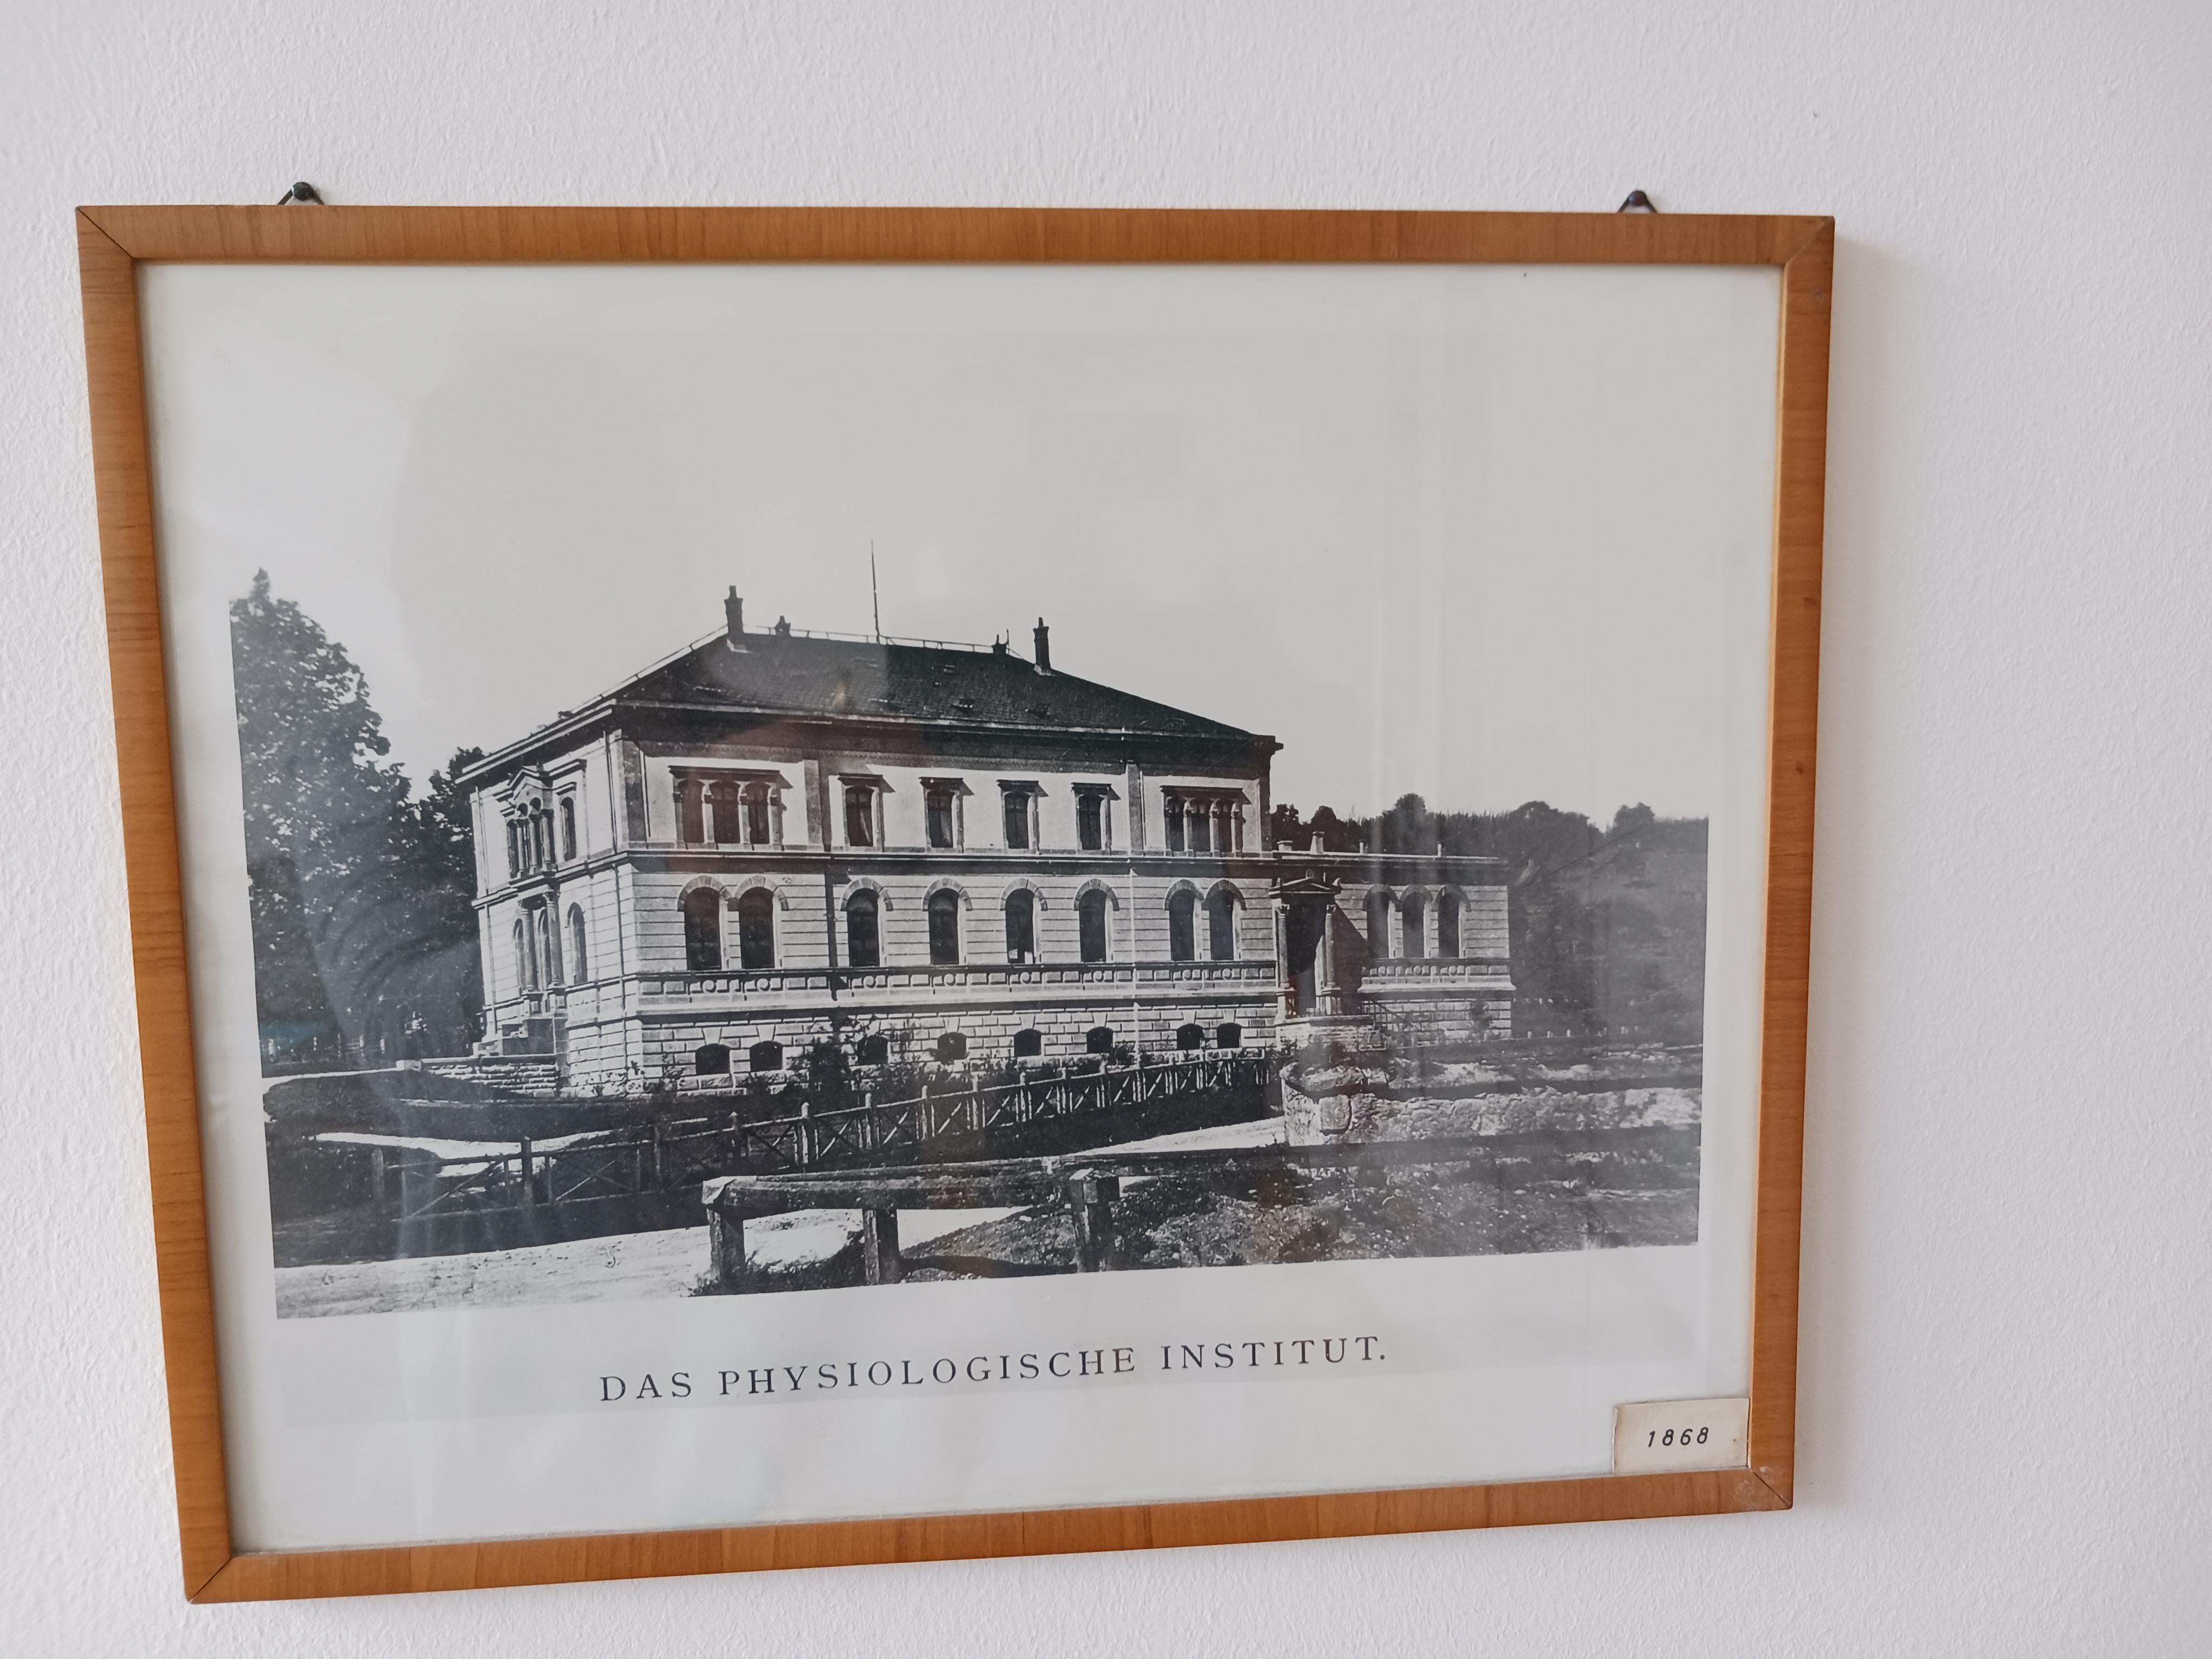 DAS PHYSIOLOGISCHE INSTITUT.
1868